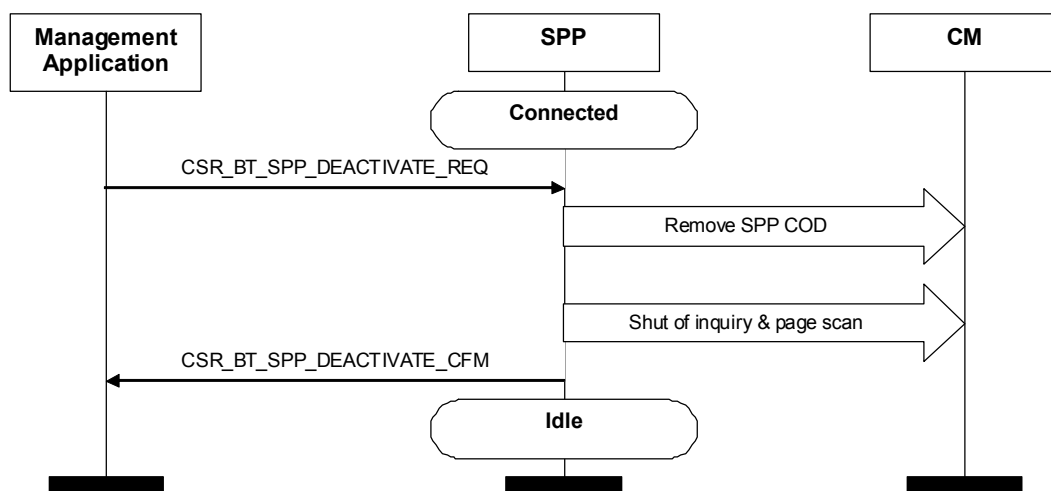 Management
Application
SPP
CM
Connected
CSR_BT_SPP_DEACTIVATE_REQ
Remove SPP COD
Shut of inquiry & page scan
CSR_BT_SPP_DEACTIVATE_CFM
Idle